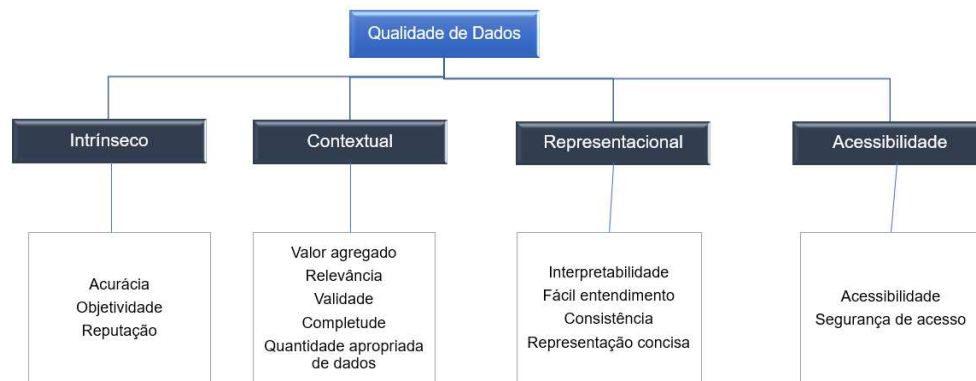 Qualidade de Dados
Intrínseco
Contextual
Representacional
Acessibilidade
Acurácia
Objetividade
Reputação
Valor agregado
Relevância
Validade
Completude
Quantidade apropriada
de dados
Interpretabilidade
Fácil entendimento
Consistência
Representação concisa
Acessibilidade
Segurança de acesso